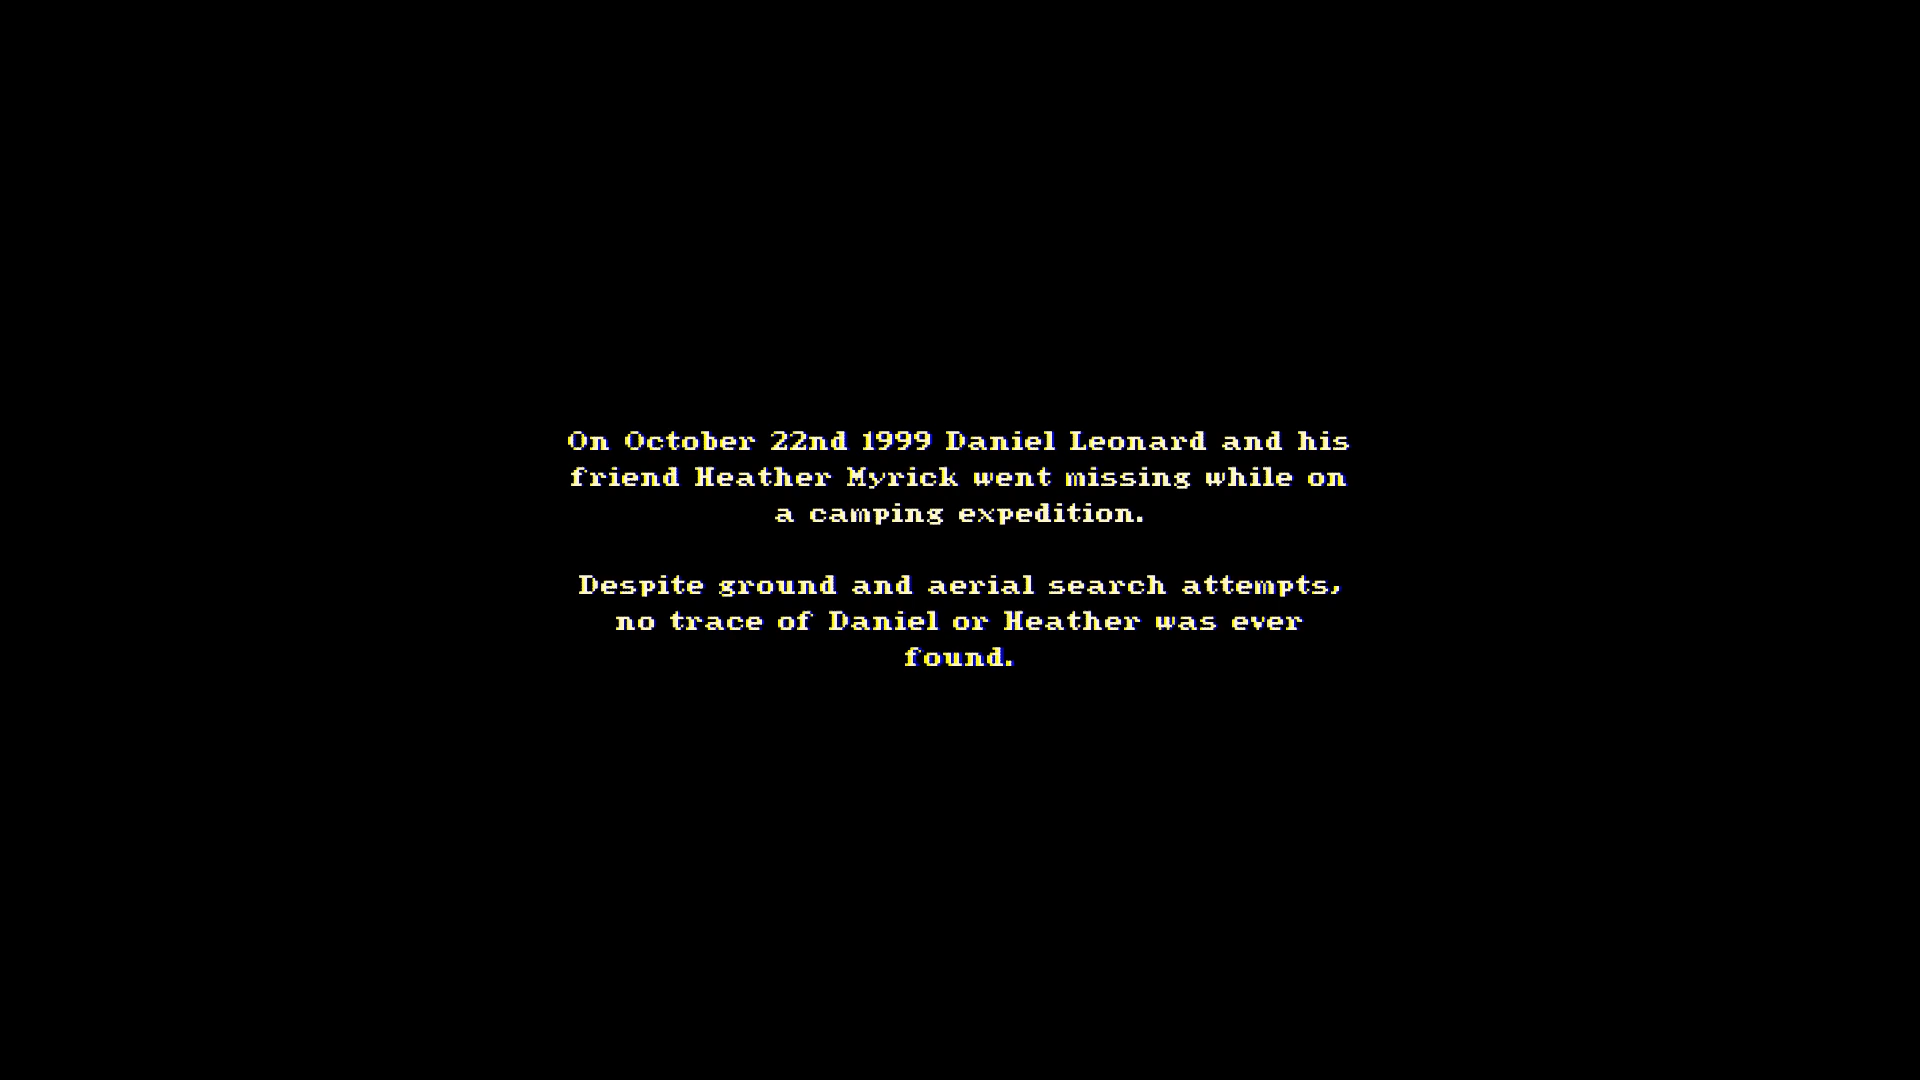 On October 22nd 1999 Daniel Leonard and his
friend Heather Myrick went missing while on
a camping expedition.
Despite ground and aerial search attempts,
no trace of Daniel or Heather was ever
found.